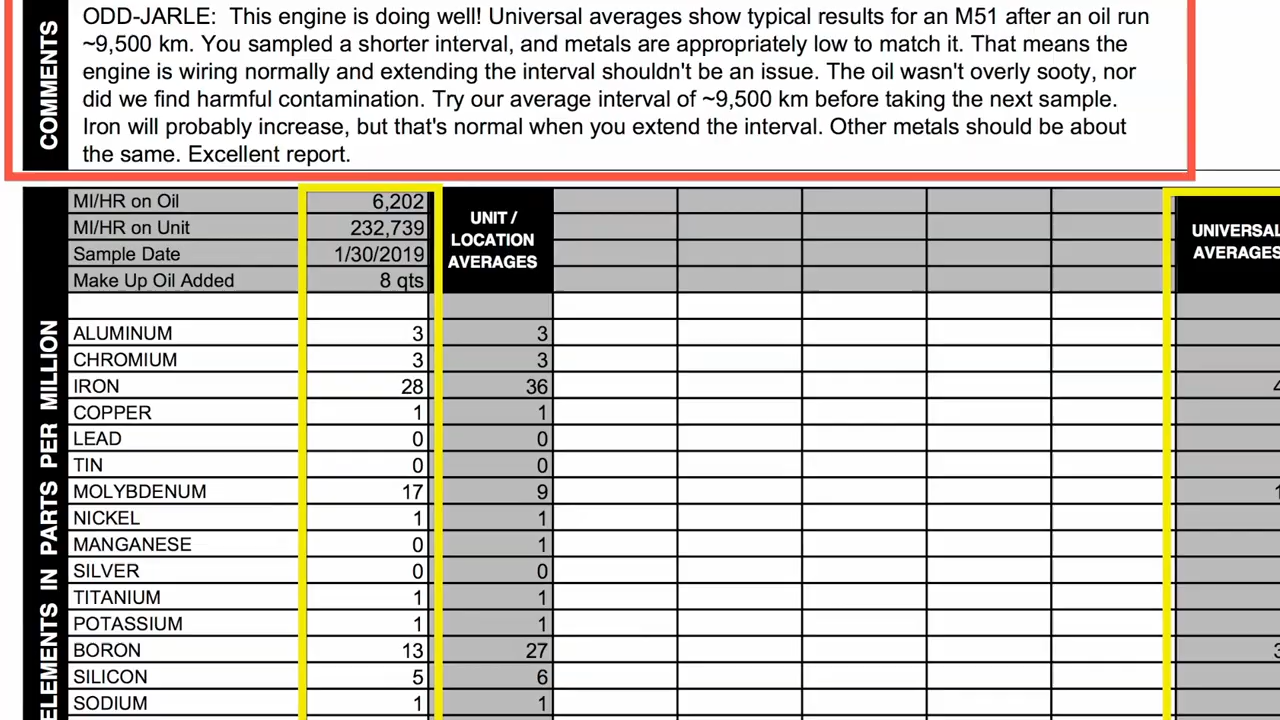 COMMENTS
ODD-JARLE: This engine is doing well! Universal averages show typical results for an M51 after an oil run
~9,500 km. You sampled a shorter interval, and metals are appropriately low to match it. That means the
engine is wiring normally and extending the interval shouldn't be an issue. The oil wasn't overly sooty, nor
did we find harmful contamination. Try our average interval of ~9,500 km before taking the next sample.
Iron will probably increase, but that's normal when you extend the interval. Other metals should be about
the same. Excellent report.
MI/HR on Oil 6,202
MI/HR on Unit 232,739
Sample Date 1/30/2019
Make Up Oil Added 8 qts
UNIT /
LOCATION
AVERAGES
UNIVERSAL
AVERAGES
ELEMENTS IN PARTS PER MILLION
ALUMINUM 3 3
CHROMIUM 3 3
IRON 28 36
COPPER 1 1
LEAD 0 0
TIN 0 0
MOLYBDENUM 17 9
NICKEL 1 1
MANGANESE 0 1
SILVER 0 0
TITANIUM 1 1
POTASSIUM 1 1
BORON 13 27
SILICON 5 6
SODIUM 1 1